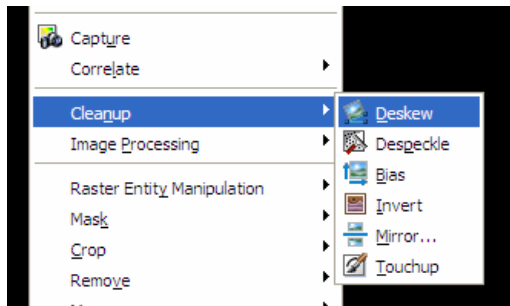 Capture
Correlate
Cleanup
Image Processing
Raster Entity Manipulation
Mask
Crop
Remove
Deskew
Despeckle
Bias
Invert
Mirror...
Touchup